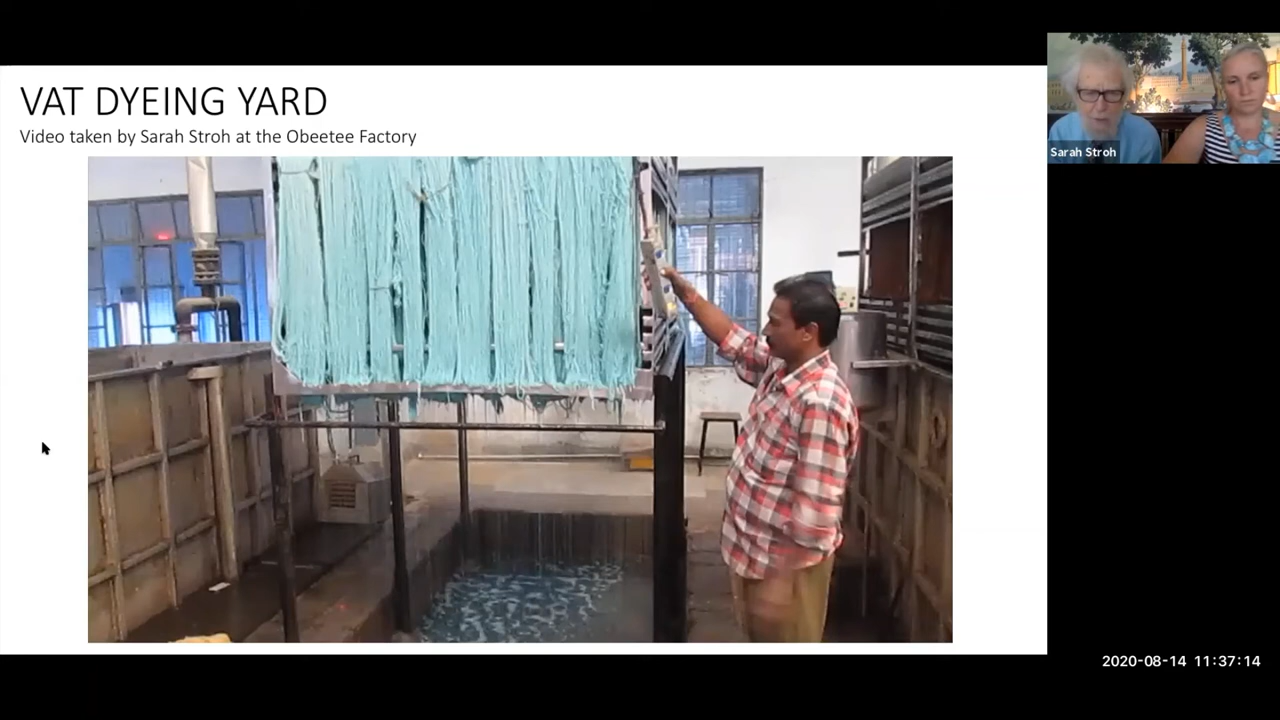 VAT DYEING YARD
Video taken by Sarah Stroh at the Obeetee Factory
Sarah Stroh
2020-08-14 11:37:14